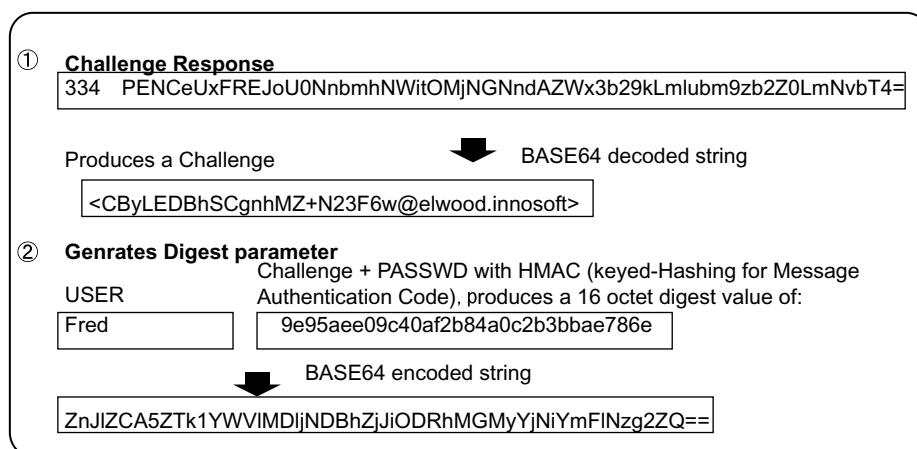 ① Challenge Response
334 PENCeUxFREJoU0NnbmhNWitOMjNGNndAZWx3b29kLmlubm9zb2Z0LmNvbT4=
Produces a Challenge
BASE64 decoded string
<CByLEDBhSCgnhMZ+N23F6w@elwood.innosoft>
② Genrates Digest parameter
Challenge + PASSWD with HMAC (keyed-Hashing for Message
USER
Authentication Code), produces a 16 octet digest value of:
Fred
9e95aee09c40af2b84a0c2b3bbae786e
BASE64 encoded string
ZnJlZCA5ZTk1YWVlMDljNDBhZjJiODRhMGMyYjNiYmFlNzg2ZQ==